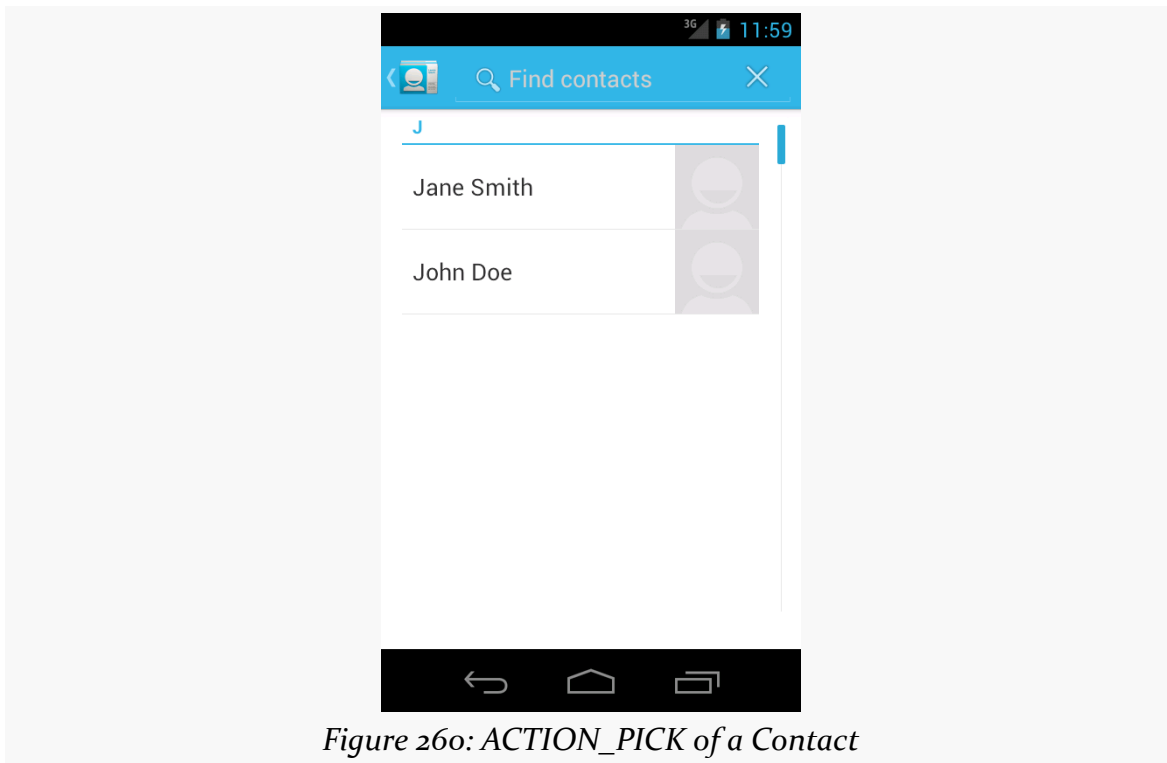 3G 11:59
Find contacts
J
Jane Smith
John Doe
Figure 260: ACTION_PICK of a Contact